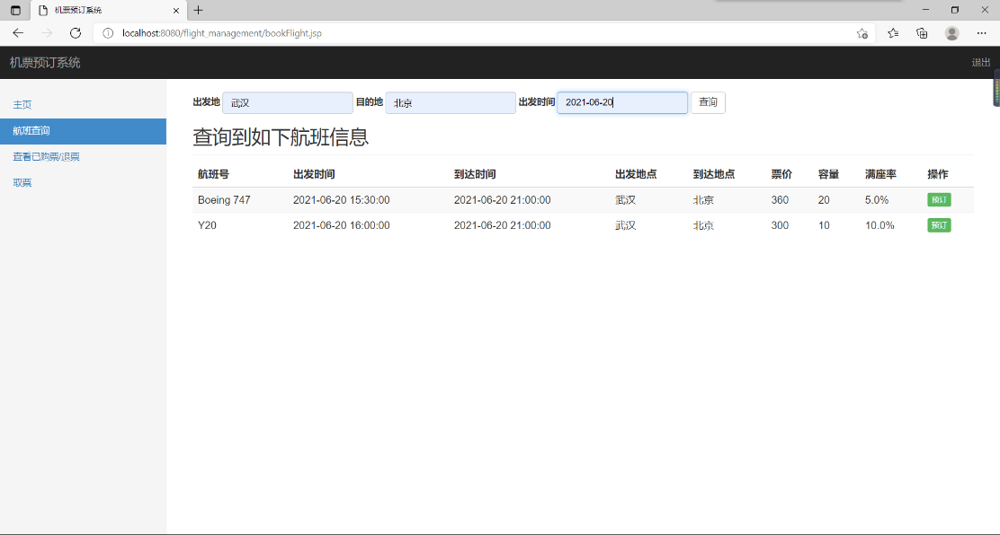 机票预订系统
localhost:8080/flight_management/bookFlight.jsp
机票预订系统 退出
主页
航班查询
查看已购票/退票
取票
出发地 武汉 目的地 北京 出发时间 2021-06-20 查询
查询到如下航班信息
航班号 出发时间 到达时间 出发地点 到达地点 票价 容量 满座率 操作
Boeing 747 2021-06-20 15:30:00 2021-06-20 21:00:00 武汉 北京 360 20 5.0% 预订
Y20 2021-06-20 16:00:00 2021-06-20 21:00:00 武汉 北京 300 10 10.0% 预订